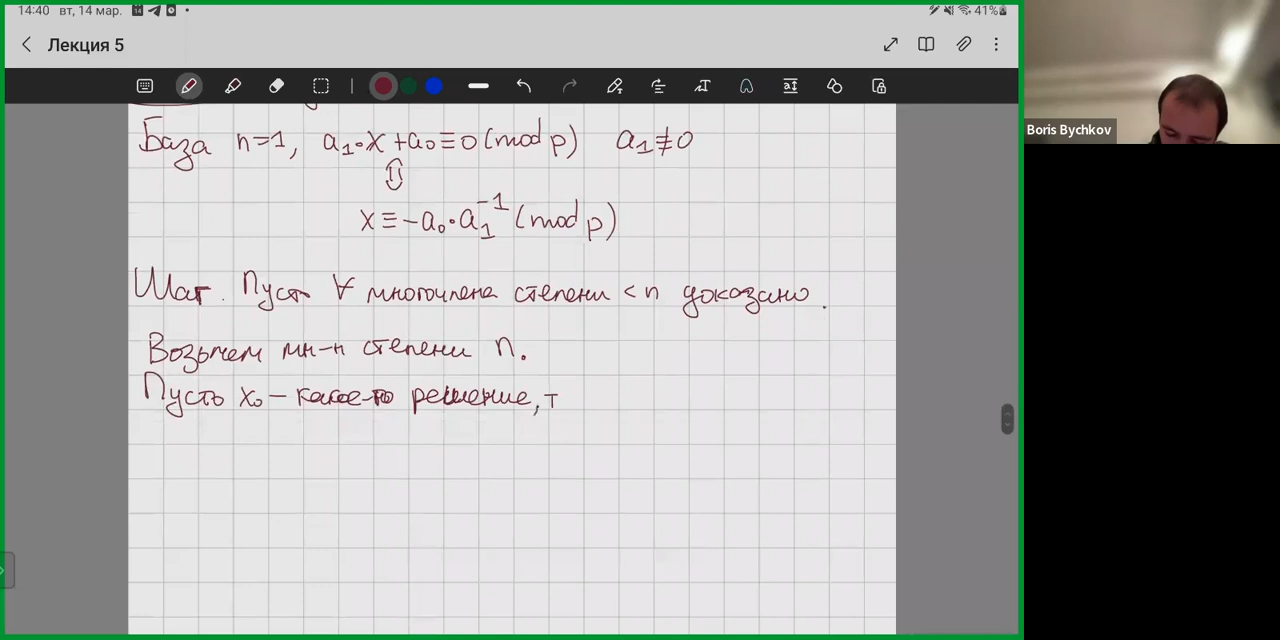 14:40 вт, 14 мар.
41%
Лекция 5
База n=1, a₁·x+a₀≡0(mod p) a₁≢0
⇕
x≡-a₀·a₁⁻¹(mod p)
Шаг. Пусть ∀ многочлена степени <n доказано.
Возьмем мн-н степени n.
Пусть x₀ – какое-то решение, т
Boris Bychkov